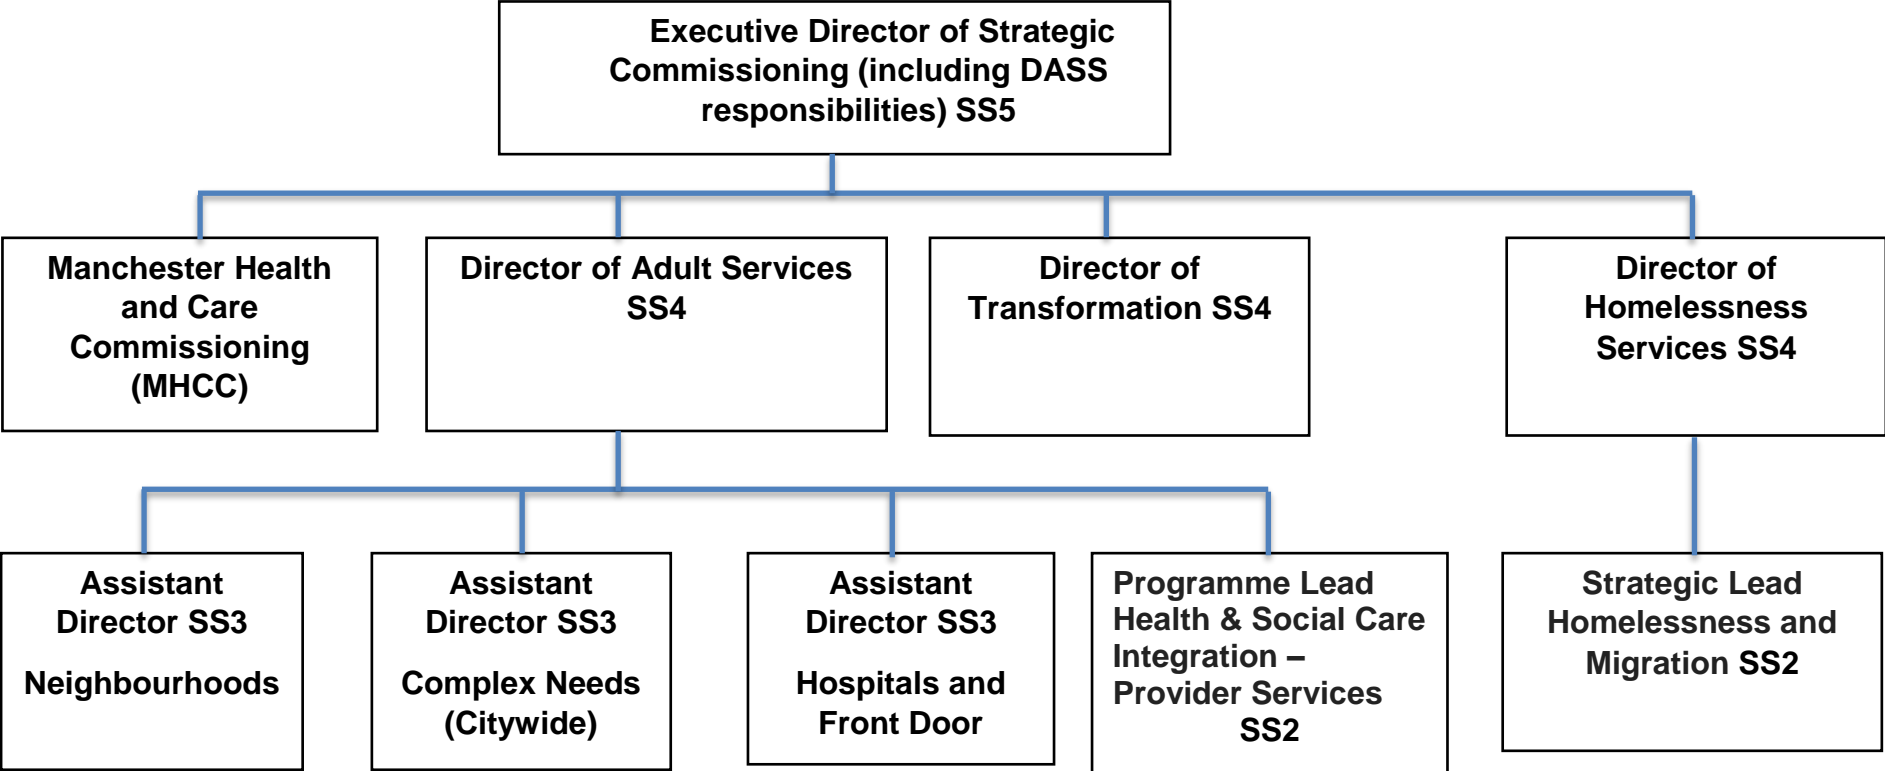 Executive Director of Strategic
Commissioning (including DASS
responsibilities) SS5
Manchester Health
and Care
Commissioning
(MHCC)
Director of Adult Services
SS4
Director of
Transformation SS4
Director of
Homelessness
Services SS4
Assistant
Director SS3
Neighbourhoods
Assistant
Director SS3
Complex Needs
(Citywide)
Assistant
Director SS3
Hospitals and
Front Door
Programme Lead
Health & Social Care
Integration –
Provider Services
SS2
Strategic Lead
Homelessness and
Migration SS2